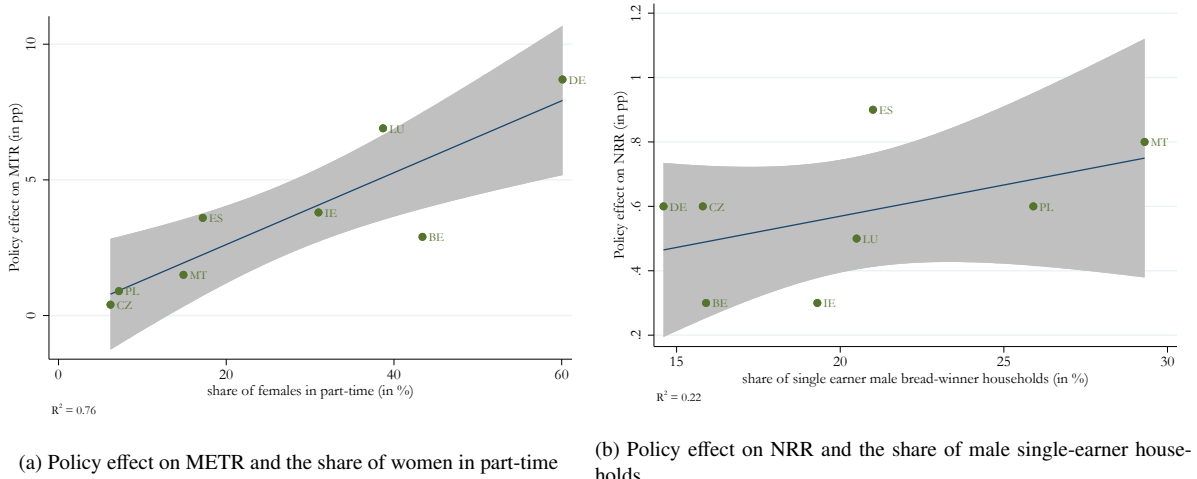 Policy effect on MTR (in pp)
10
5
0
DE
LU
IE
ES
BE
MT
PL
CZ
0
20
40
60
share of females in part-time (in %)
R² = 0.76
(a) Policy effect on METR and the share of women in part-time
Policy effect on NRR (in pp)
1.2
1
.8
.6
.4
.2
ES
MT
DE
CZ
PL
LU
BE
IE
15
20
25
30
share of single earner male bread-winner households (in %)
R² = 0.22
(b) Policy effect on NRR and the share of male single-earner house-
holds